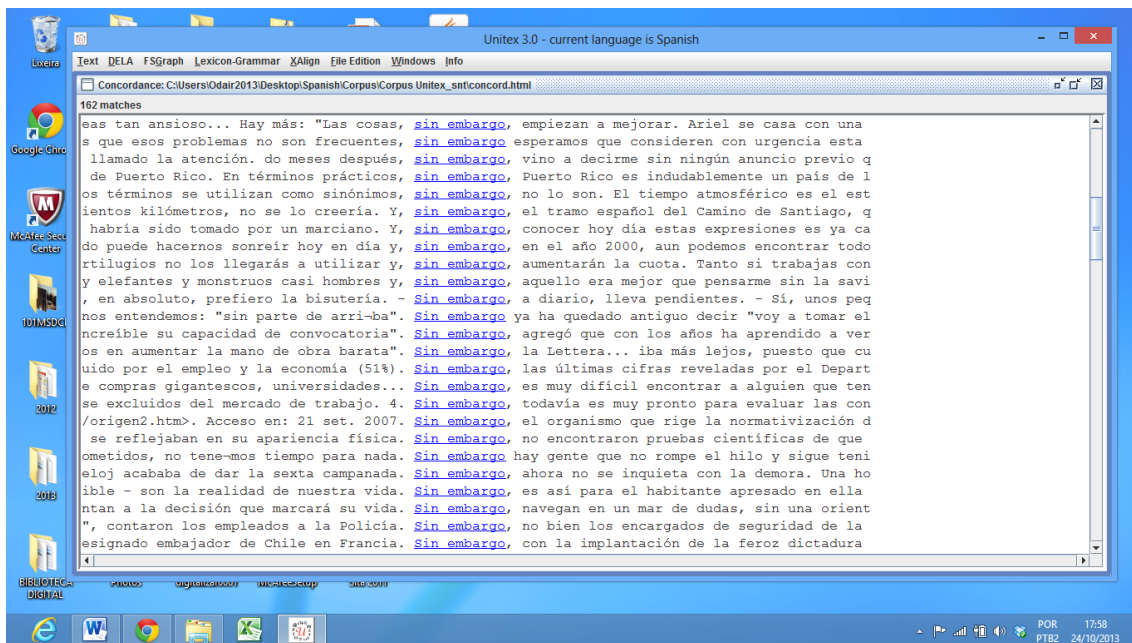 Unitex 3.0 - current language is Spanish
Lixeira
Text DELA FSGraph Lexicon-Grammar XAlign File Edition Windows Info
Concordance: C:\Users\Odair2013\Desktop\Spanish\Corpus\Corpus Unitex_snt\concord.html
162 matches
eas tan ansioso... Hay más: "Las cosas, sin embargo, empiezan a mejorar. Ariel se casa con una
s que esos problemas no son frecuentes, sin embargo esperamos que consideren con urgencia esta
Google Chro
llamado la atención. do meses después, sin embargo, vino a decirme sin ningún anuncio previo q
de Puerto Rico. En términos prácticos, sin embargo, Puerto Rico es indudablemente un país de l
os términos se utilizan como sinónimos, sin embargo, no lo son. El tiempo atmosférico es el est
ientos kilómetros, no se lo creería. Y, sin embargo, el tramo español del Camino de Santiago, q
habría sido tomado por un marciano. Y, sin embargo, conocer hoy día estas expresiones es ya ca
McAfee Secu
Center
do puede hacernos sonreír hoy en día y, sin embargo, en el año 2000, aun podemos encontrar todo
rtilugios no los llegarás a utilizar y, sin embargo, aumentarán la cuota. Tanto si trabajas con
y elefantes y monstruos casi hombres y, sin embargo, aquello era mejor que pensarme sin la savi
, en absoluto, prefiero la bisutería. - Sin embargo, a diario, lleva pendientes. - Sí, unos peq
101MSDCF
nos entendemos: "sin parte de arri¬ba". Sin embargo ya ha quedado antiguo decir "voy a tomar el
ncreíble su capacidad de convocatoria". Sin embargo, agregó que con los años ha aprendido a ver
os en aumentar la mano de obra barata". Sin embargo, la Lettera... iba más lejos, puesto que cu
uido por el empleo y la economía (51%). Sin embargo, las últimas cifras reveladas por el Depart
e compras gigantescos, universidades... Sin embargo, es muy difícil encontrar a alguien que ten
2012
se excluidos del mercado de trabajo. 4. Sin embargo, todavía es muy pronto para evaluar las con
/origen2.htm>. Acceso en: 21 set. 2007. Sin embargo, el organismo que rige la normativización d
se reflejaban en su apariencia física. Sin embargo, no encontraron pruebas científicas de que
ometidos, no tene¬mos tiempo para nada. Sin embargo hay gente que no rompe el hilo y sigue teni
eloj acababa de dar la sexta campanada. Sin embargo, ahora no se inquieta con la demora. Una ho
2013
ible - son la realidad de nuestra vida. Sin embargo, es así para el habitante apresado en ella
ntan a la decisión que marcará su vida. Sin embargo, navegan en un mar de dudas, sin una orient
", contaron los empleados a la Policía. Sin embargo, no bien los encargados de seguridad de la
esignado embajador de Chile en Francia. Sin embargo, con la implantación de la feroz dictadura
BIBLIOTECA
DIGITAL
POR 17:58
PTB2 24/10/2013